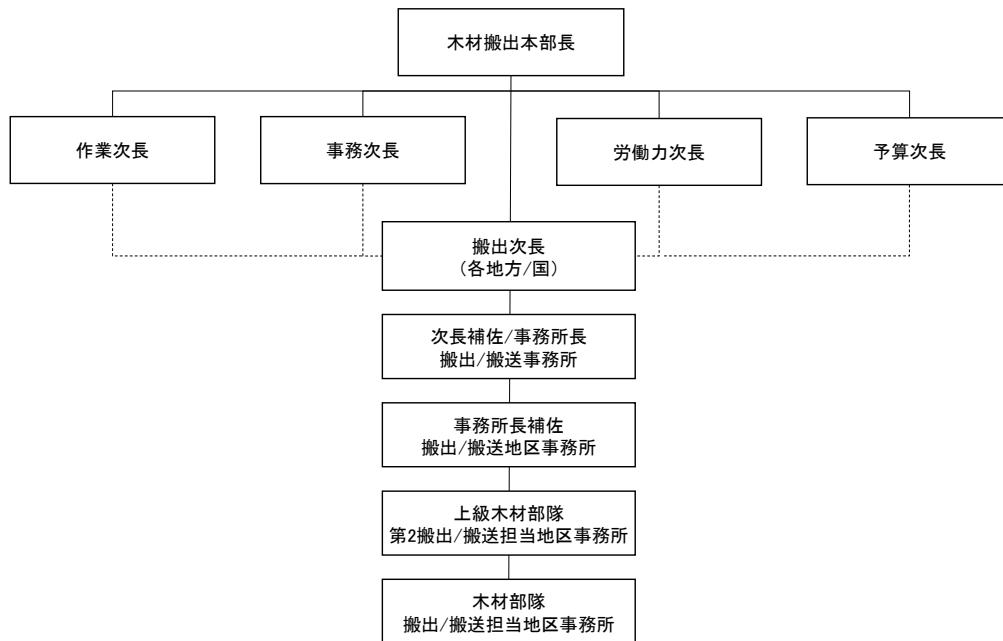 木材搬出本部長
作業次長
事務次長
労働力次長
予算次長
搬出次長
（各地方/国）
次長補佐/事務所長
搬出/搬送事務所
事務所長補佐
搬出/搬送地区事務所
上級木材部隊
第2搬出/搬送担当地区事務所
木材部隊
搬出/搬送担当地区事務所